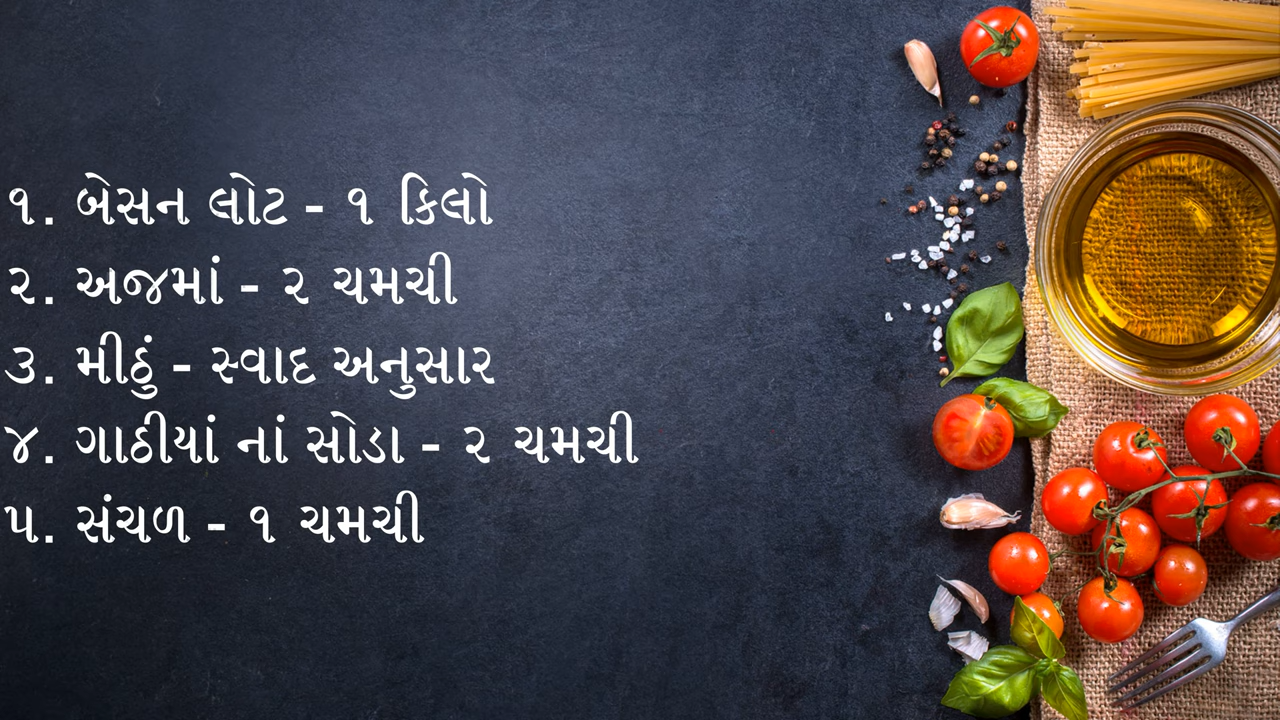 ૧. બેસન લોટ - ૧ કિલો
૨. અજમાં - ૨ ચમચી
૩. મીઠું - સ્વાદ અનુસાર
૪. ગાઠીયાં નાં સોડા - ૨ ચમચી
૫. સંચળ - ૧ ચમચી